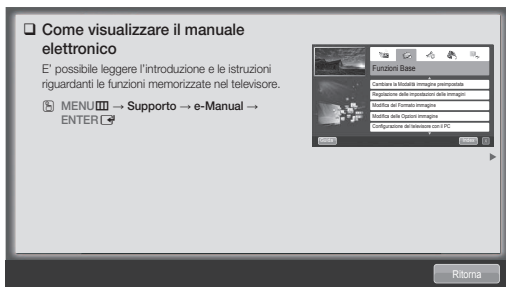 ❑ Come visualizzare il manuale
elettronico
E' possibile leggere l'introduzione e le istruzioni
riguardanti le funzioni memorizzate nel televisore.
MENU → Supporto → e-Manual →
ENTER
Funzioni Base
Cambiare la Modalità immagine preimpostata
Regolazione delle impostazioni delle immagini
Modifica del Formato immagine
Modifica delle Opzioni immagine
Configurazione del televisore con il PC
Ritorna